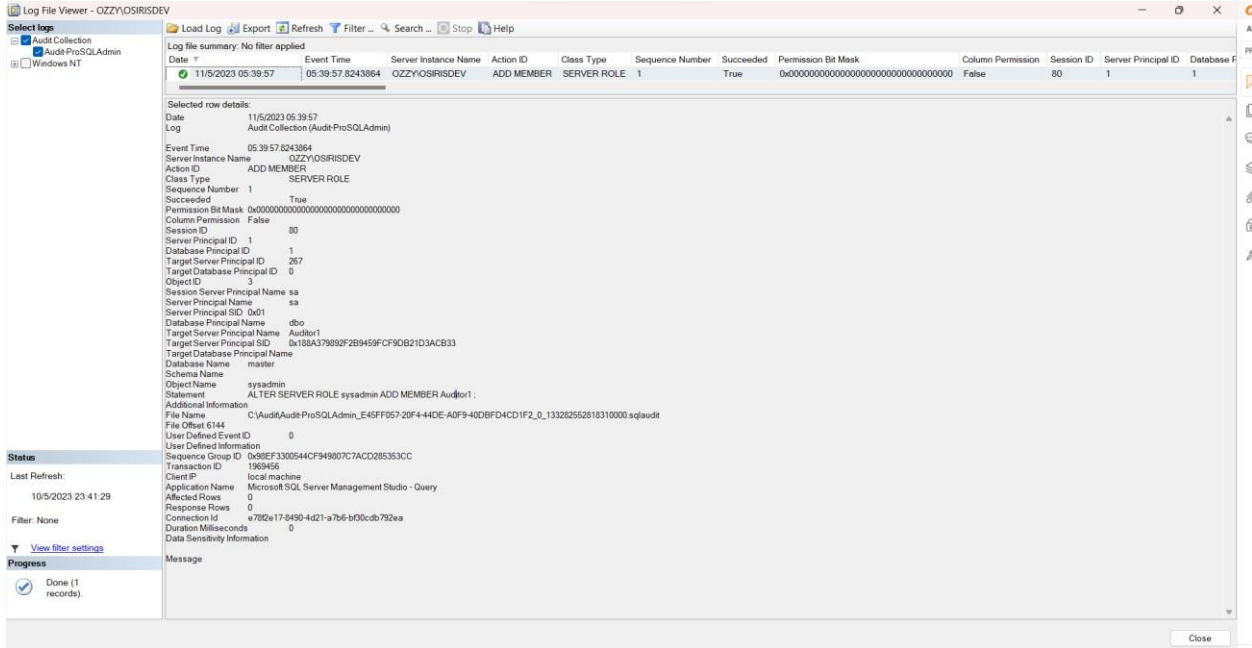 Log File Viewer - OZZY\OSIRISDEV
Select logs
Audit Collection
Audit-ProSQLAdmin
Windows NT
Load Log Export Refresh Filter ... Search ... Stop Help
Log file summary: No filter applied
Date Event Time Server Instance Name Action ID Class Type Sequence Number Succeeded Permission Bit Mask Column Permission Session ID Server Principal ID Database P
11/5/2023 05:39:57 05:39:57.8243864 OZZY\OSIRISDEV ADD MEMBER SERVER ROLE 1 True 0x00000000000000000000000000000000 False 80 1 1
Selected row details:
Date 11/5/2023 05:39:57
Log Audit Collection (Audit-ProSQLAdmin)
Event Time 05:39:57.8243864
Server Instance Name OZZY\OSIRISDEV
Action ID ADD MEMBER
Class Type SERVER ROLE
Sequence Number 1
Succeeded True
Permission Bit Mask 0x00000000000000000000000000000000
Column Permission False
Session ID 80
Server Principal ID 1
Database Principal ID 1
Target Server Principal ID 267
Target Database Principal ID 0
Object ID 3
Session Server Principal Name sa
Server Principal Name sa
Server Principal SID 0x01
Database Principal Name dbo
Target Server Principal Name Auditor1
Target Server Principal SID 0x188A379892F2B9459FCF9DB21D3ACB33
Target Database Principal Name
Database Name master
Schema Name
Object Name sysadmin
Statement ALTER SERVER ROLE sysadmin ADD MEMBER Auditor1 ;
Additional Information
File Name C:\Audit\Audit-ProSQLAdmin_E45FF057-20F4-44DE-A0F9-40DBFD4CD1F2_0_133282552818310000.sqlaudit
File Offset 6144
User Defined Event ID 0
User Defined Information
Sequence Group ID 0x98EF3300544CF949807C7ACD285353CC
Transaction ID 1969456
Client IP local machine
Application Name Microsoft SQL Server Management Studio - Query
Affected Rows 0
Response Rows 0
Connection Id e78f2e17-8490-4d21-a7b6-bf30cdb792ea
Duration Milliseconds 0
Data Sensitivity Information
Message
Status
Last Refresh:
10/5/2023 23:41:29
Filter: None
View filter settings
Progress
Done (1
records).
Close